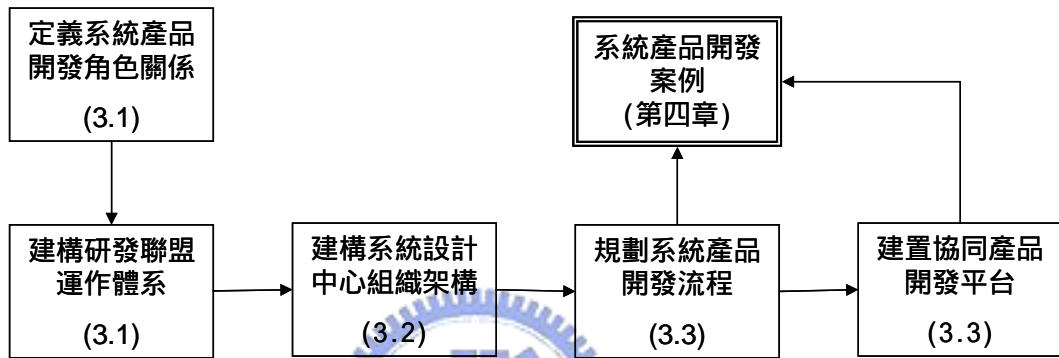 定義系統產品
開發角色關係
(3.1)
系統產品開發
案例
(第四章)
建構研發聯盟
運作體系
(3.1)
建構系統設計
中心組織架構
(3.2)
規劃系統產品
開發流程
(3.3)
建置協同產品
開發平台
(3.3)